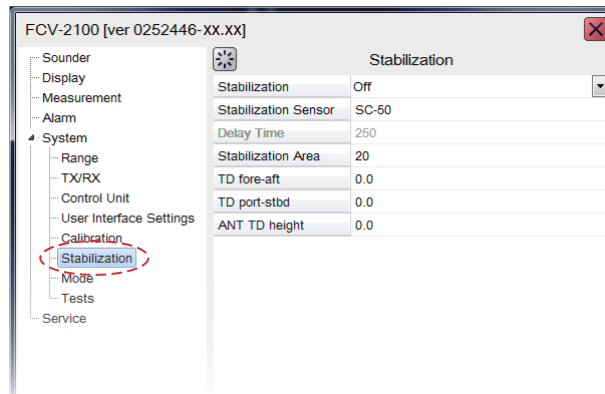 FCV-2100 [ver 0252446-xx.xx]
Sounder
Display
Measurement
Alarm
System
Range
TX/RX
Control Unit
User Interface Settings
Calibration
Stabilization
Mode
Tests
Service
Stabilization
Stabilization Off
Stabilization Sensor SC-50
Delay Time 250
Stabilization Area 20
TD fore-aft 0.0
TD port-stbd 0.0
ANT TD height 0.0